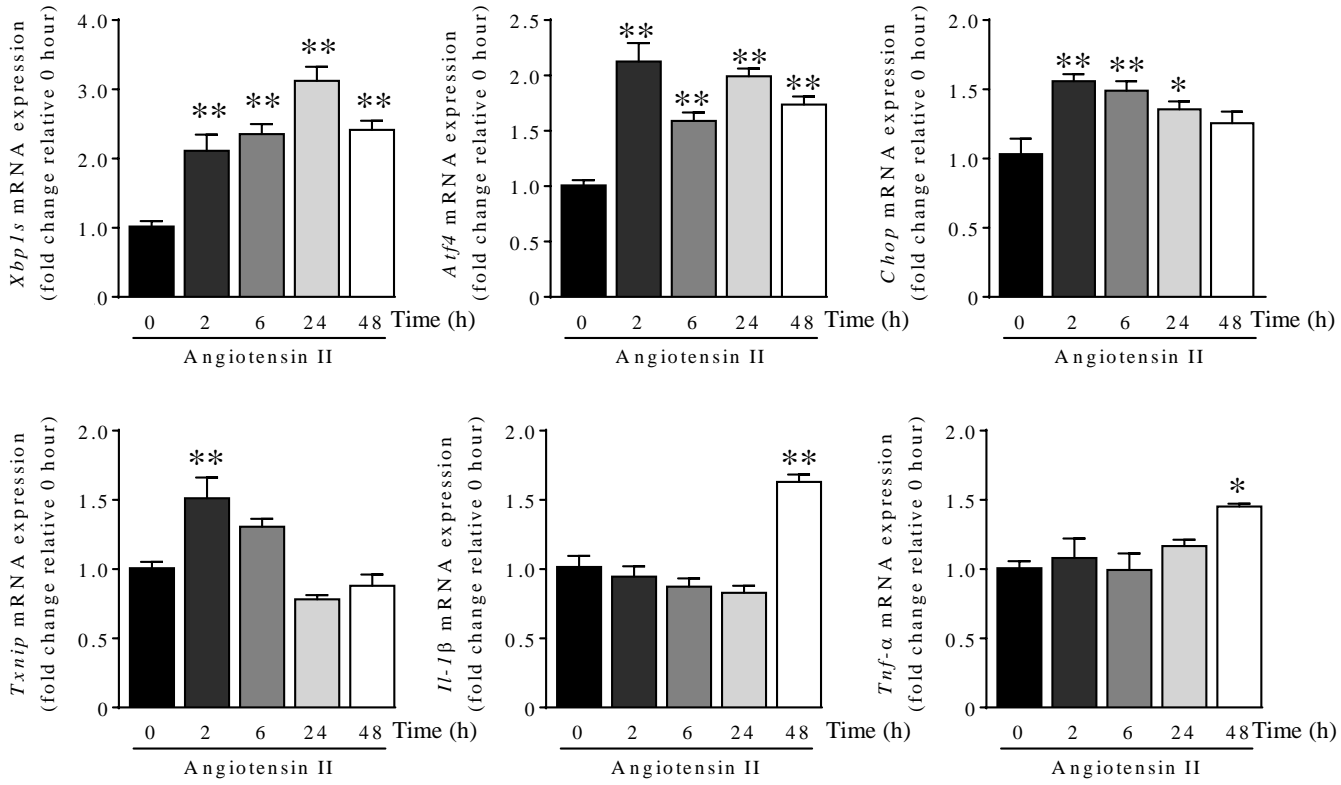 Xbp1s mRNA expression
(fold change relative 0 hour)
4.0
3.0
2.0
1.0
0
**
**
**
**
0 2 6 24 48 Time (h)
Angiotensin II
Atf4 mRNA expression
(fold change relative 0 hour)
2.5
2.0
1.5
1.0
0.5
0
**
**
**
**
0 2 6 24 48 Time (h)
Angiotensin II
Chop mRNA expression
(fold change relative 0 hour)
2.0
1.5
1.0
0.5
0
**
**
*
0 2 6 24 48 Time (h)
Angiotensin II
Txnip mRNA expression
(fold change relative 0 hour)
2.0
1.5
1.0
0.5
0
**
0 2 6 24 48 Time (h)
Angiotensin II
Il-1β mRNA expression
(fold change relative 0 hour)
2.0
1.5
1.0
0.5
0
**
0 2 6 24 48 Time (h)
Angiotensin II
Tnf-α mRNA expression
(fold change relative 0 hour)
2.0
1.5
1.0
0.5
0
*
0 2 6 24 48 Time (h)
Angiotensin II